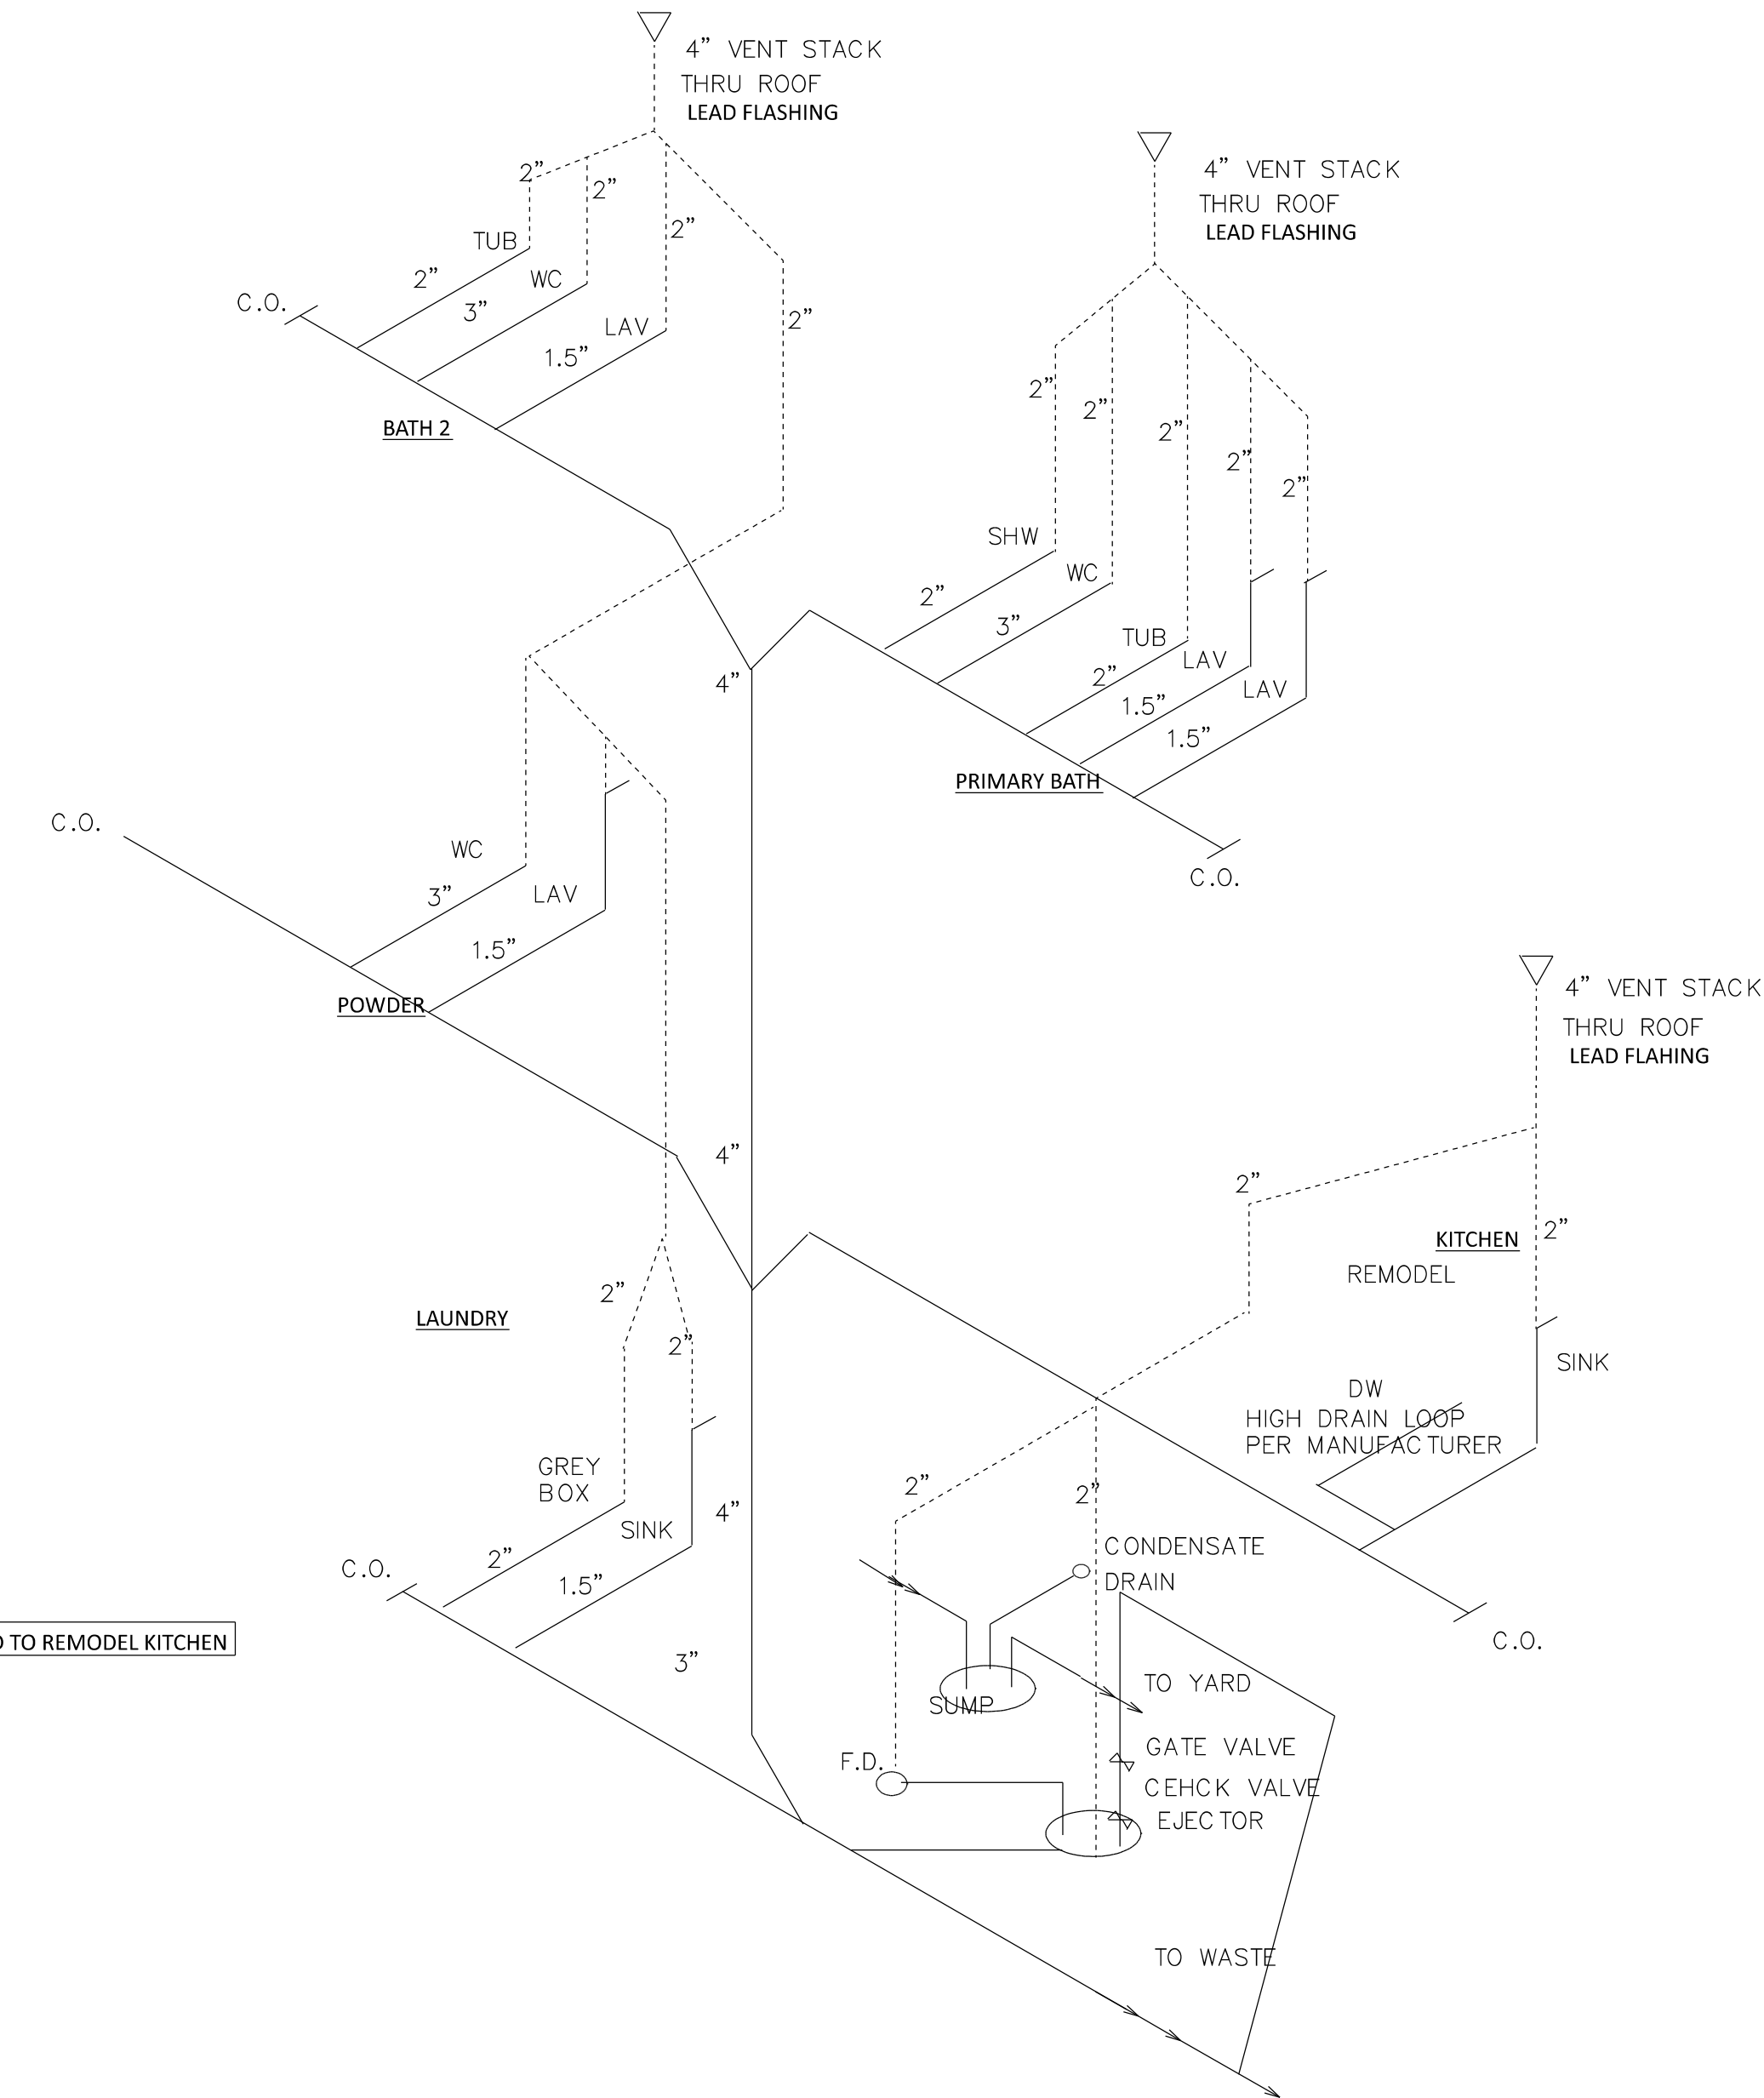 4” VENT STACK
THRU ROOF
LEAD FLASHING
4” VENT STACK
THRU ROOF
LEAD FLASHING
2”
2”
2”
TUB
2”
WC
C.O.
3”
LAV
2”
1.5”
BATH 2
2”
2”
2”
2”
2”
SHW
WC
2”
3”
TUB
LAV
2”
LAV
1.5”
1.5”
4”
PRIMARY BATH
C.O.
C.O.
WC
3”
LAV
1.5”
POWDER
4” VENT STACK
THRU ROOF
LEAD FLAHING
4”
2”
KITCHEN
2”
REMODEL
2”
LAUNDRY
2”
SINK
DW
HIGH DRAIN LOOP
PER MANUFACTURER
GREY
BOX
2”
2”
4”
SINK
CONDENSATE
DRAIN
C.O.
2”
1.5”
TO REMODEL KITCHEN
C.O.
3”
TO YARD
SUMP
GATE VALVE
F.D.
CEHCK VALVE
EJECTOR
TO WASTE